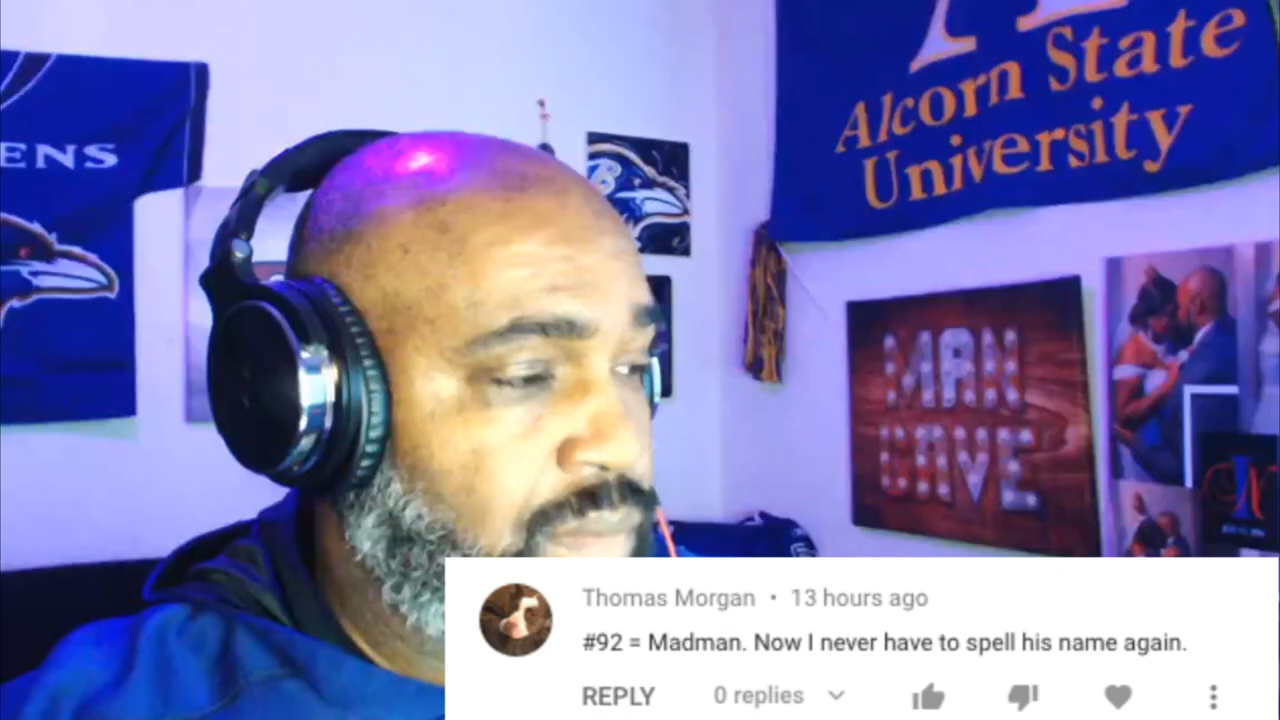 ENS
Alcorn State
University
MAN
CAVE
Thomas Morgan • 13 hours ago
#92 = Madman. Now I never have to spell his name again.
REPLY 0 replies